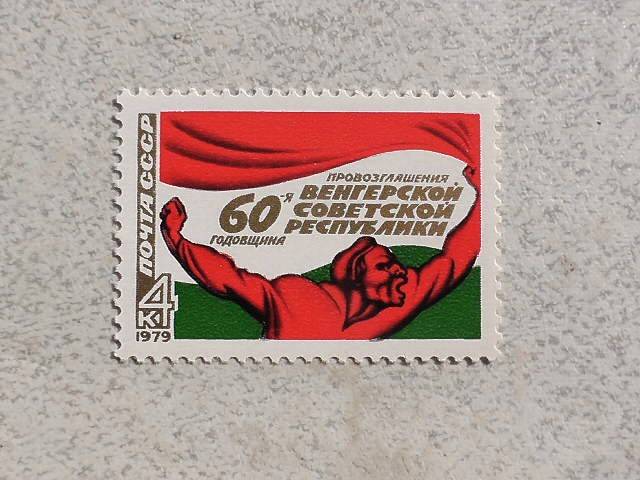 ПОЧТА СССР
4 К
1979
60-я
ГОДОВЩИНА
ПРОВОЗГЛАШЕНИЯ
ВЕНГЕРСКОЙ
СОВЕТСКОЙ
РЕСПУБЛИКИ